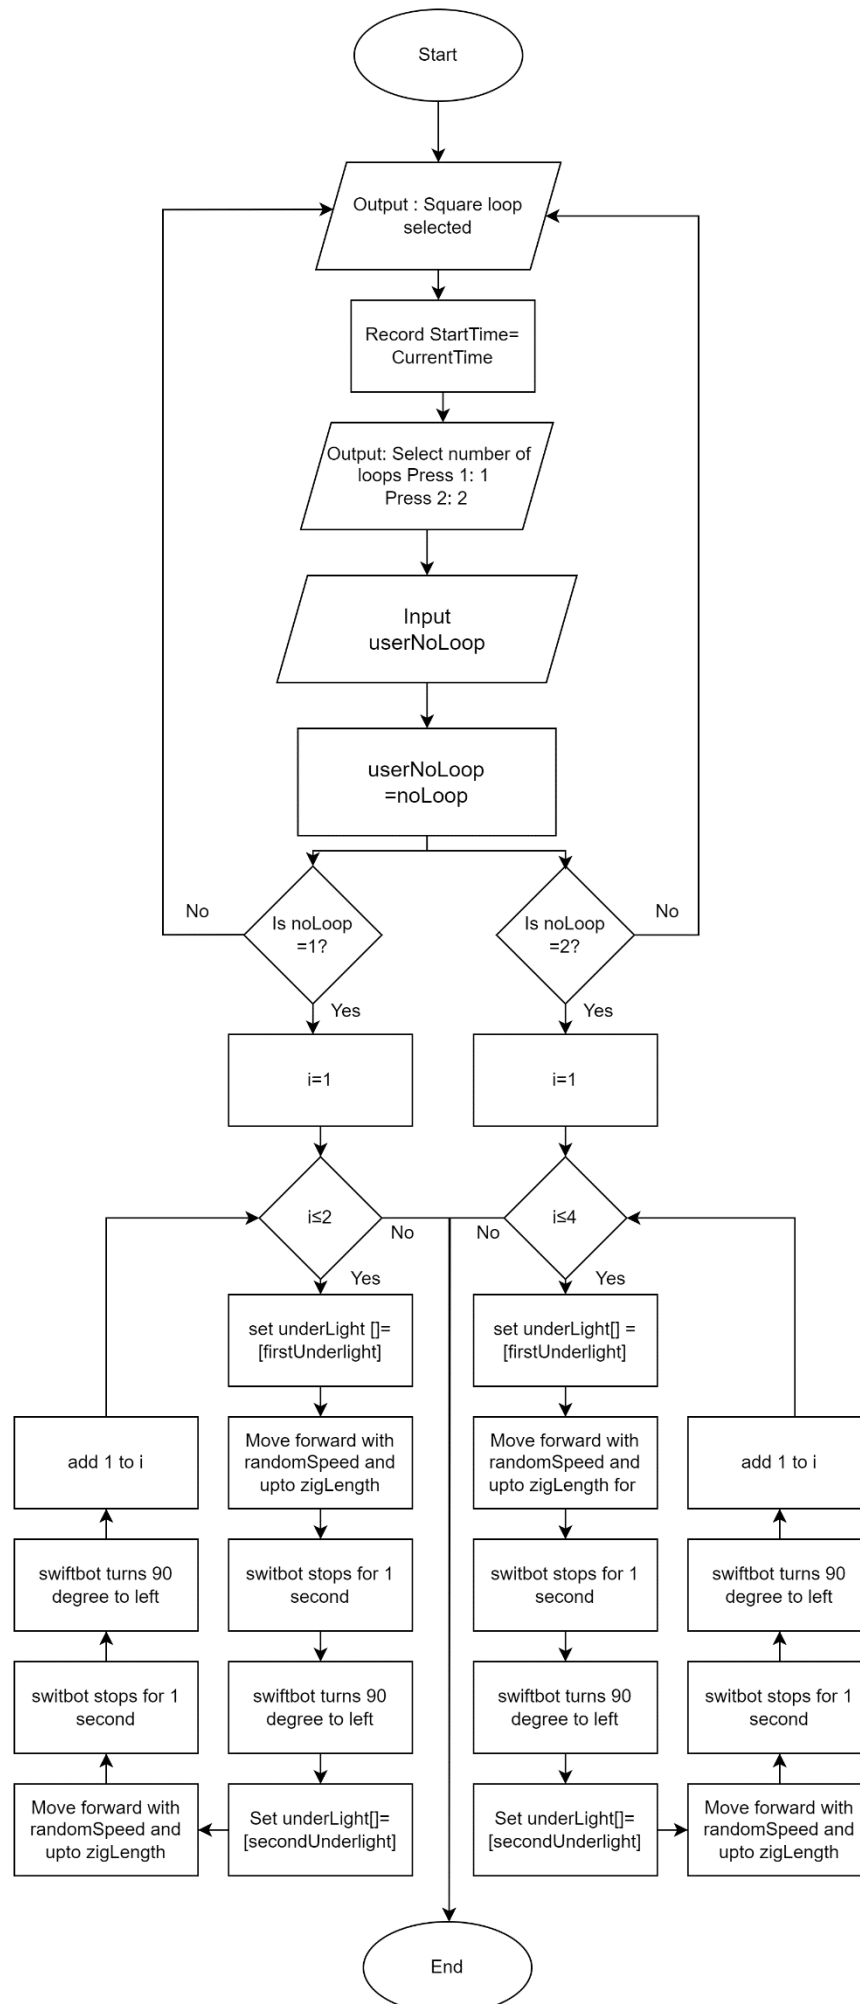 Start
Output : Square loop
selected
Record StartTime=
CurrentTime
Output: Select number of
loops Press 1: 1
Press 2: 2
Input
userNoLoop
userNoLoop
=noLoop
No
Is noLoop
=1?
Is noLoop
=2?
No
Yes
Yes
i=1
i=1
i≤2
No
No
i≤4
Yes
Yes
set underLight []=
[firstUnderlight]
set underLight[] =
[firstUnderlight]
add 1 to i
Move forward with
randomSpeed and
upto zigLength
Move forward with
randomSpeed and
upto zigLength for
add 1 to i
swiftbot turns 90
degree to left
switbot stops for 1
second
switbot stops for 1
second
swiftbot turns 90
degree to left
switbot stops for 1
second
swiftbot turns 90
degree to left
swiftbot turns 90
degree to left
switbot stops for 1
second
Move forward with
randomSpeed and
upto zigLength
Set underLight[]=
[secondUnderlight]
Set underLight[]=
[secondUnderlight]
Move forward with
randomSpeed and
upto zigLength
End